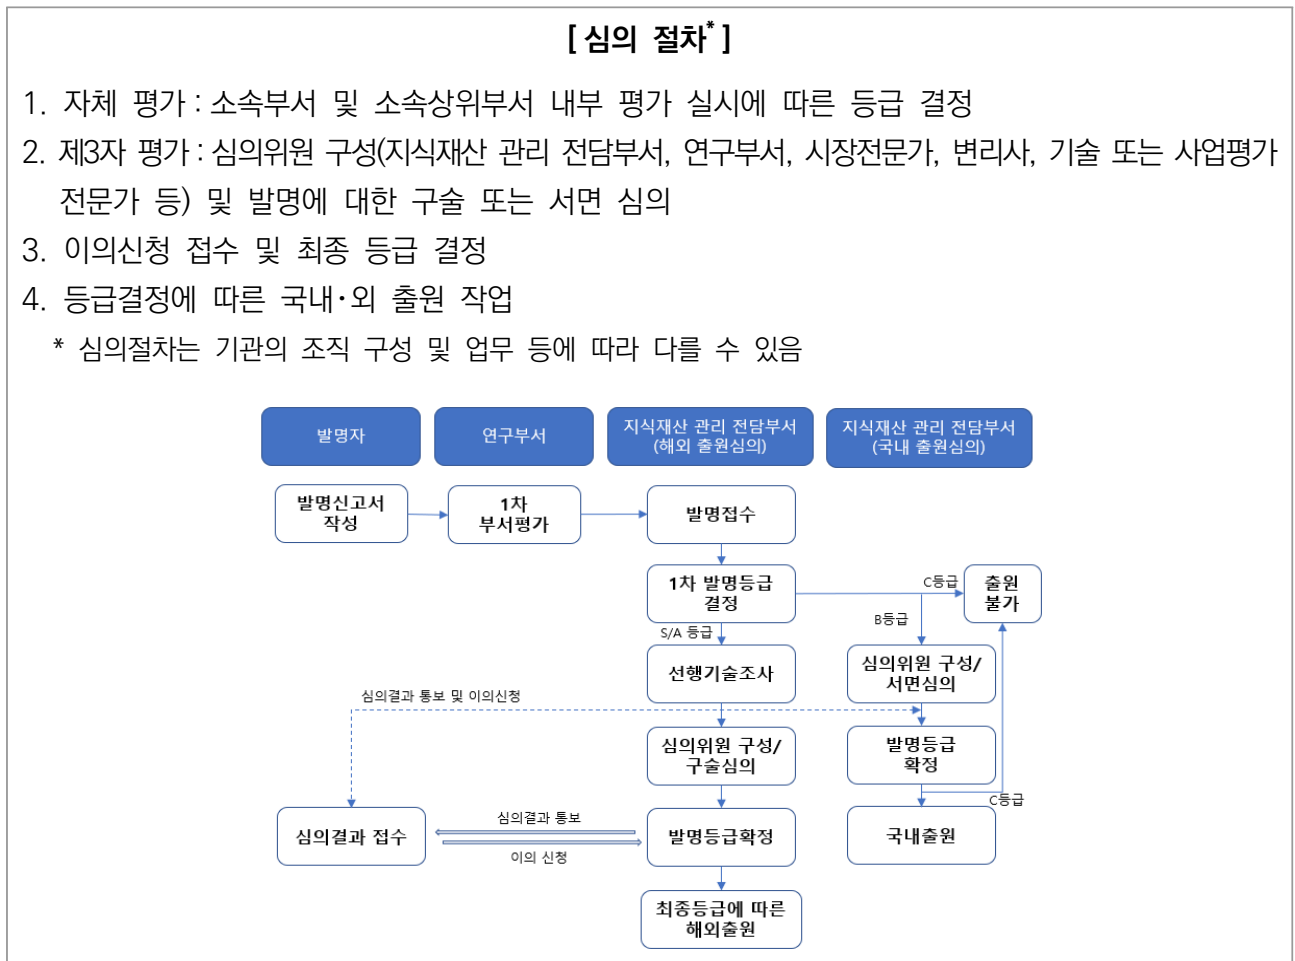 [ 심의 절차* ]
1. 자체 평가 : 소속부서 및 소속상위부서 내부 평가 실시에 따른 등급 결정
2. 제3자 평가 : 심의위원 구성(지식재산 관리 전담부서, 연구부서, 시장전문가, 변리사, 기술 또는 사업평가
전문가 등) 및 발명에 대한 구술 또는 서면 심의
3. 이의신청 접수 및 최종 등급 결정
4. 등급결정에 따른 국내·외 출원 작업
* 심의절차는 기관의 조직 구성 및 업무 등에 따라 다를 수 있음
발명자
연구부서
지식재산 관리 전담부서
(해외 출원심의)
지식재산 관리 전담부서
(국내 출원심의)
발명신고서
작성
1차
부서평가
발명접수
1차 발명등급
결정
C등급
출원
불가
S/A 등급
B등급
선행기술조사
심의위원 구성/
서면심의
심의결과 통보 및 이의신청
심의위원 구성/
구술심의
발명등급
확정
C등급
심의결과 접수
심의결과 통보
이의 신청
발명등급확정
국내출원
최종등급에 따른
해외출원